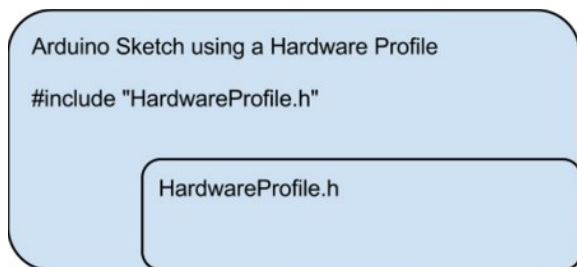 Arduino Sketch using a Hardware Profile
#include "HardwareProfile.h"
HardwareProfile.h